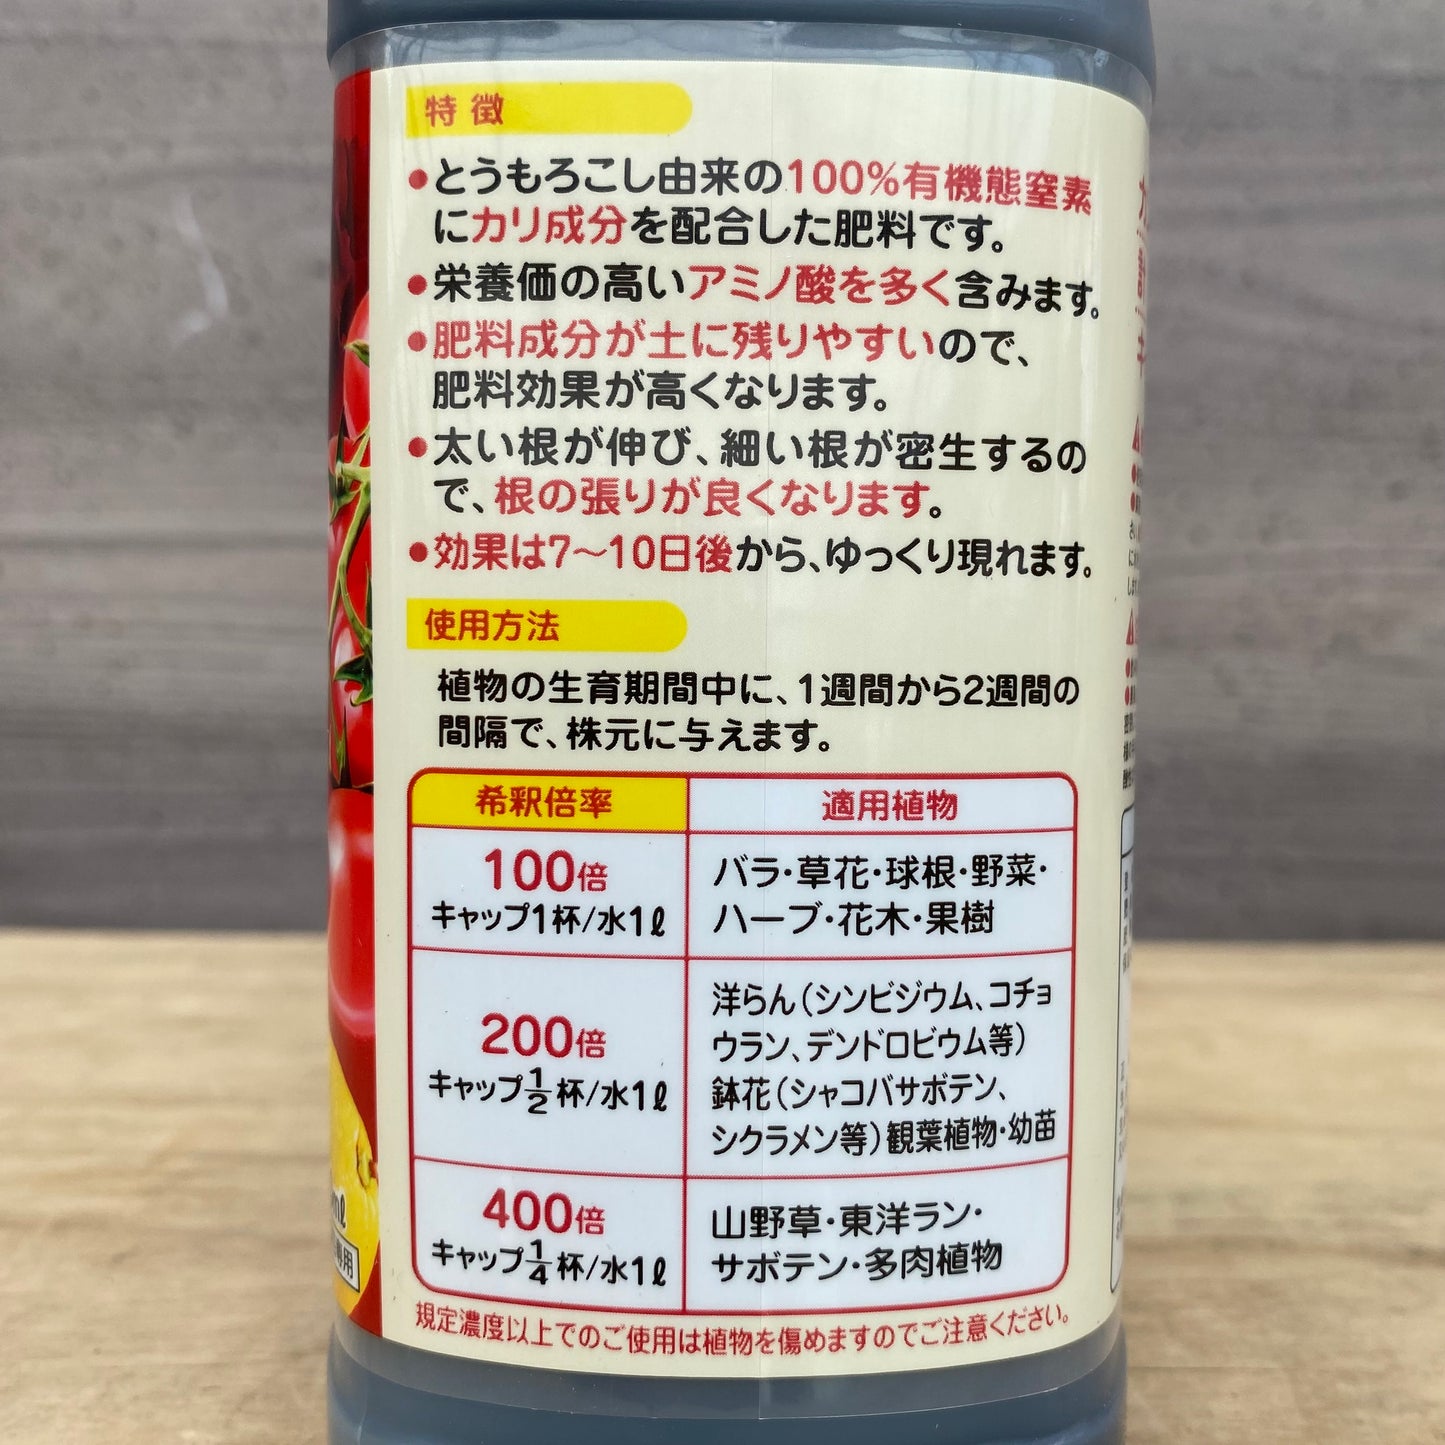 特徴
•とうもろこし由来の100%有機態窒素
にカリ成分を配合した肥料です。
•栄養価の高いアミノ酸を多く含みます。
•肥料成分が土に残りやすいので、
肥料効果が高くなります。
•太い根が伸び、細い根が密生するの
で、根の張りが良くなります。
•効果は7〜10日後から、ゆっくり現れます。
使用方法
植物の生育期間中に、1週間から2週間の
間隔で、株元に与えます。
希釈倍率 適用植物
100倍
キャップ1杯/水1ℓ
バラ・草花・球根・野菜・
ハーブ・花木・果樹
200倍
キャップ1/2杯/水1ℓ
洋らん(シンビジウム、コチョ
ウラン、デンドロビウム等)
鉢花(シャコバサボテン、
シクラメン等)観葉植物・幼苗
400倍
キャップ1/4杯/水1ℓ
山野草・東洋ラン・
サボテン・多肉植物
規定濃度以上でのご使用は植物を傷めますのでご注意ください。
mℓ
専用